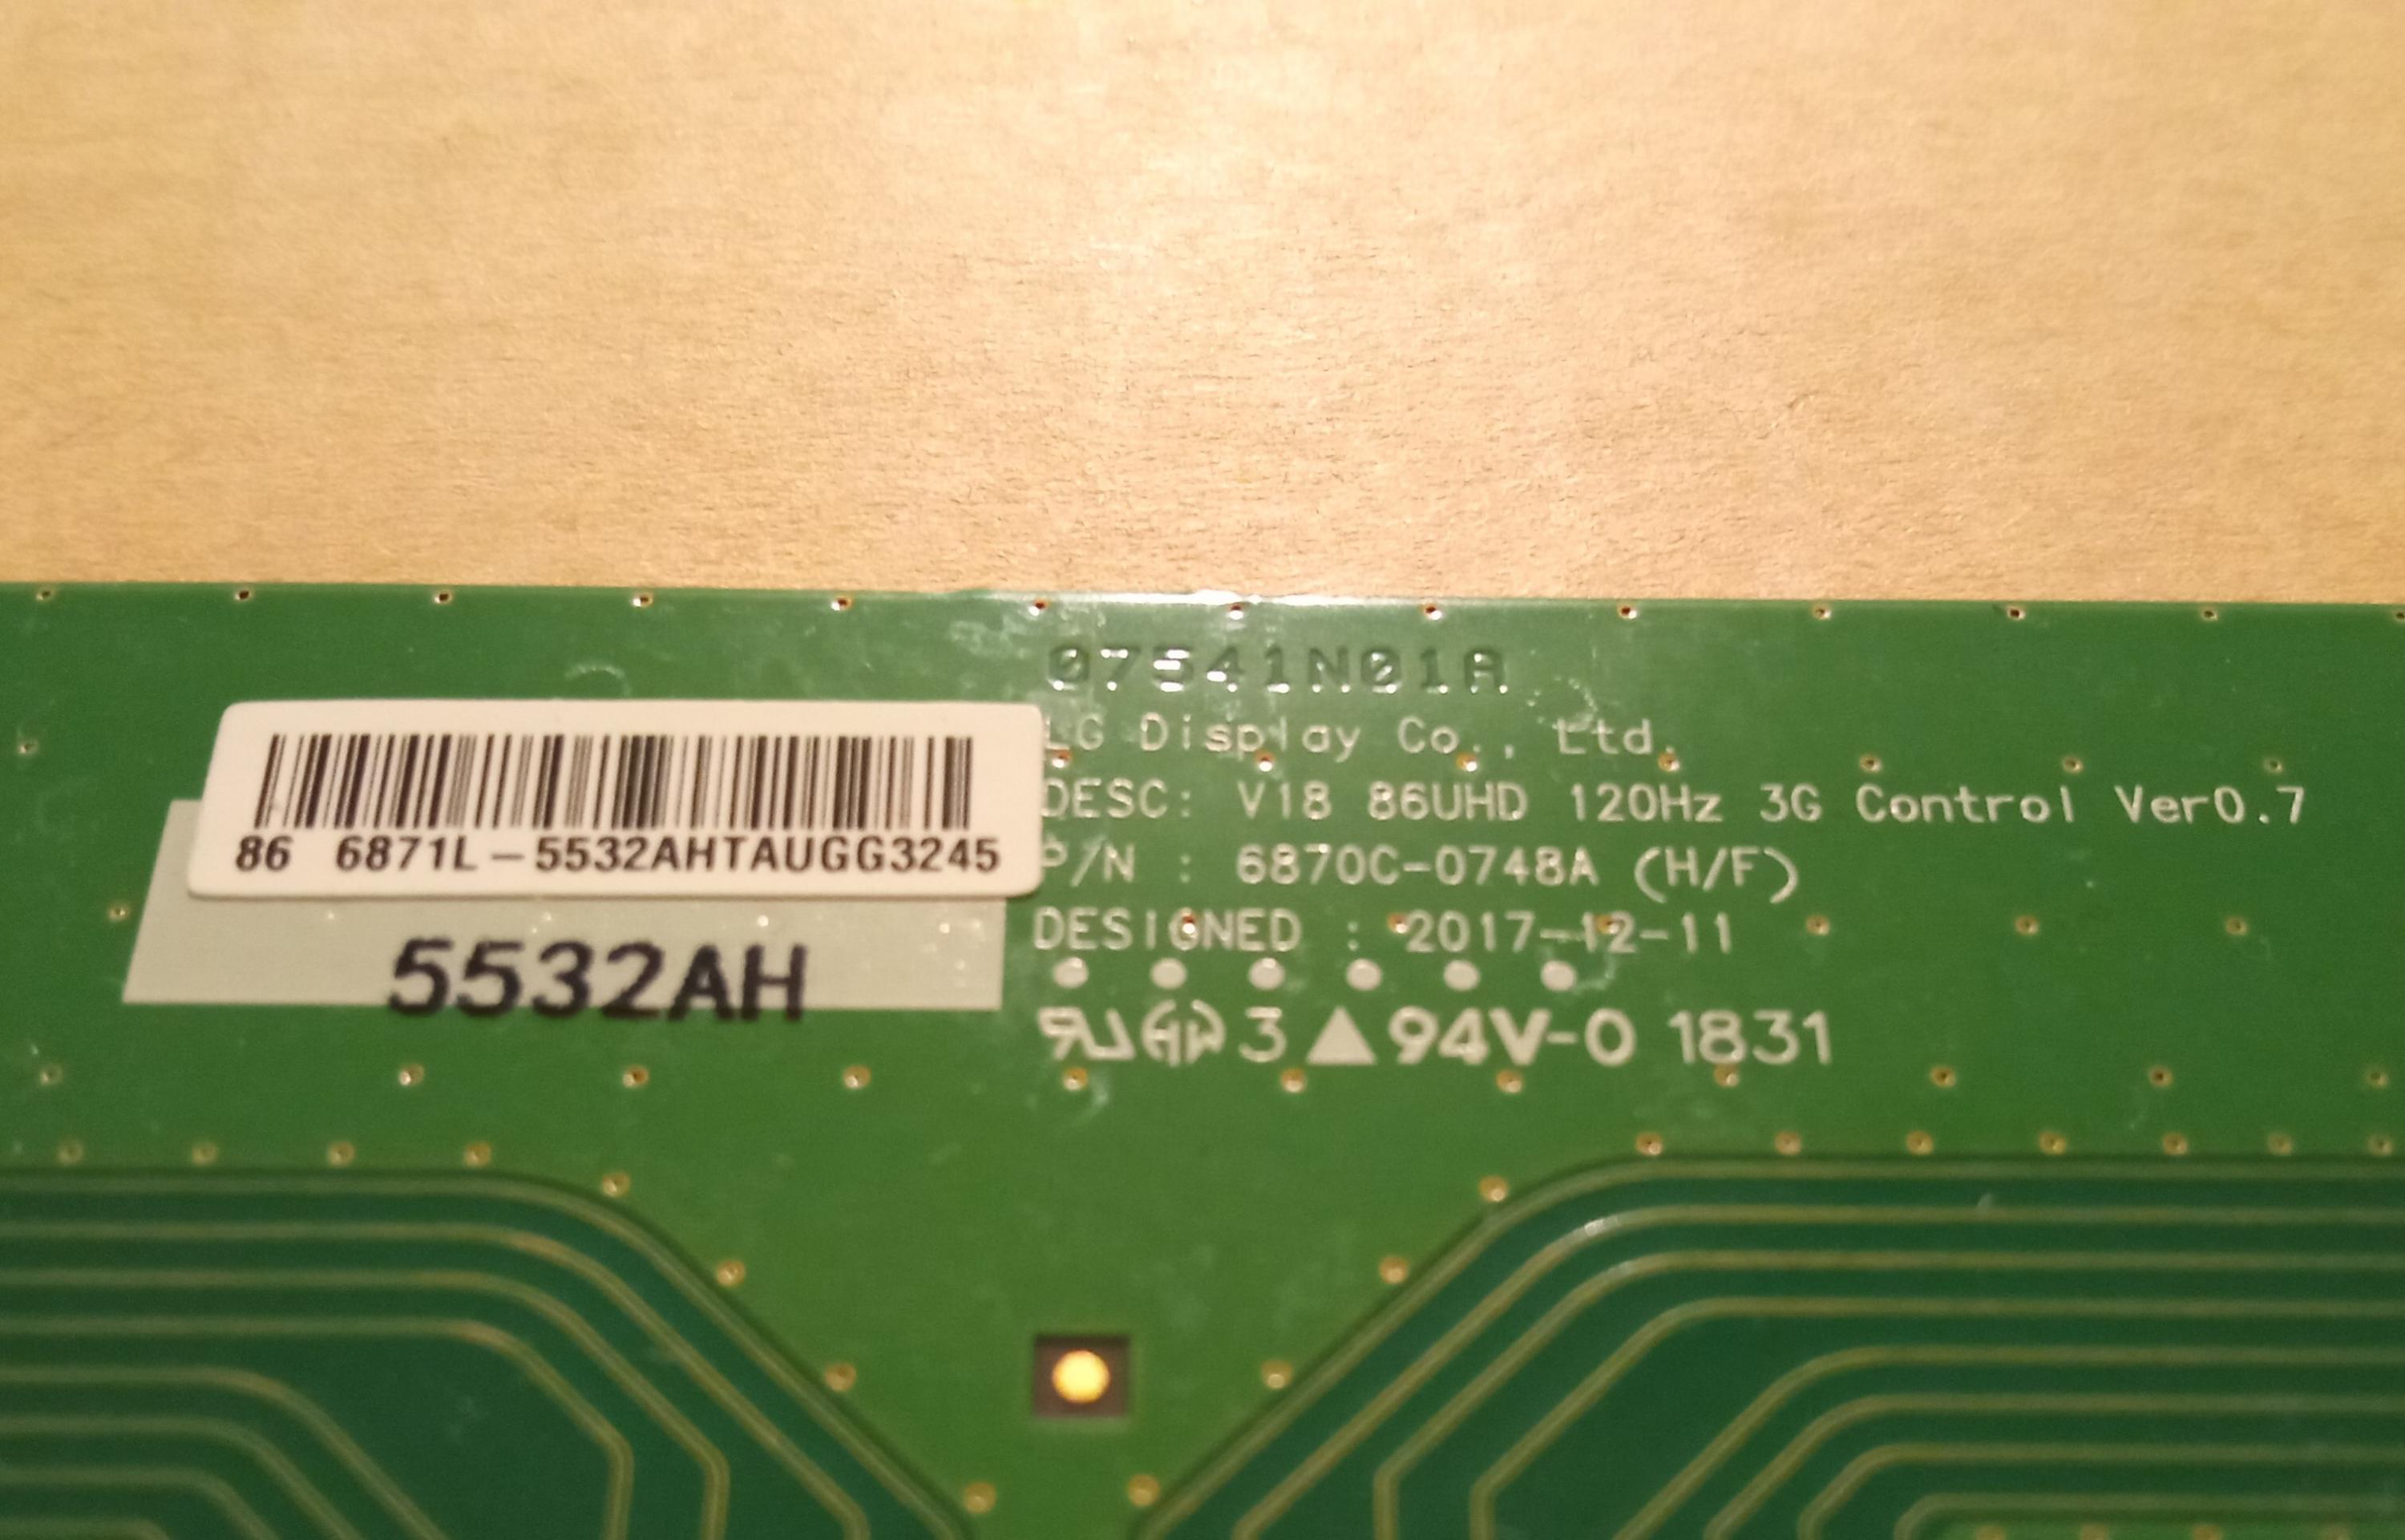 07541N01A
LG Display Co., Ltd.
DESC: V18 86UHD 120Hz 3G Control Ver0.7
P/N : 6870C-0748A (H/F)
DESIGNED : 2017-12-11
3 94V-0 1831
86 6871L-5532AHTAUGG3245
5532AH